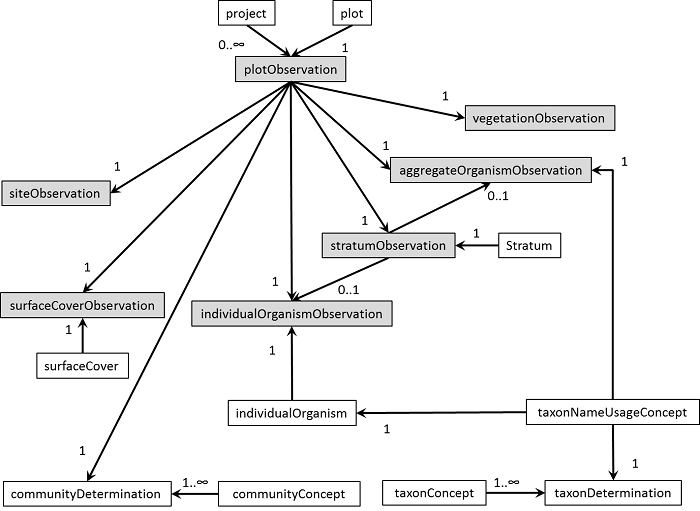 project
plot
0..∞
1
plotObservation
1
vegetationObservation
1
aggregateOrganismObservation
1
1
siteObservation
0..1
1
stratumObservation
1
Stratum
1
surfaceCoverObservation
1
0..1
individualOrganismObservation
1
surfaceCover
1
individualOrganism
1
taxonNameUsageConcept
1
1
communityDetermination
1..∞
communityConcept
taxonConcept
1..∞
taxonDetermination